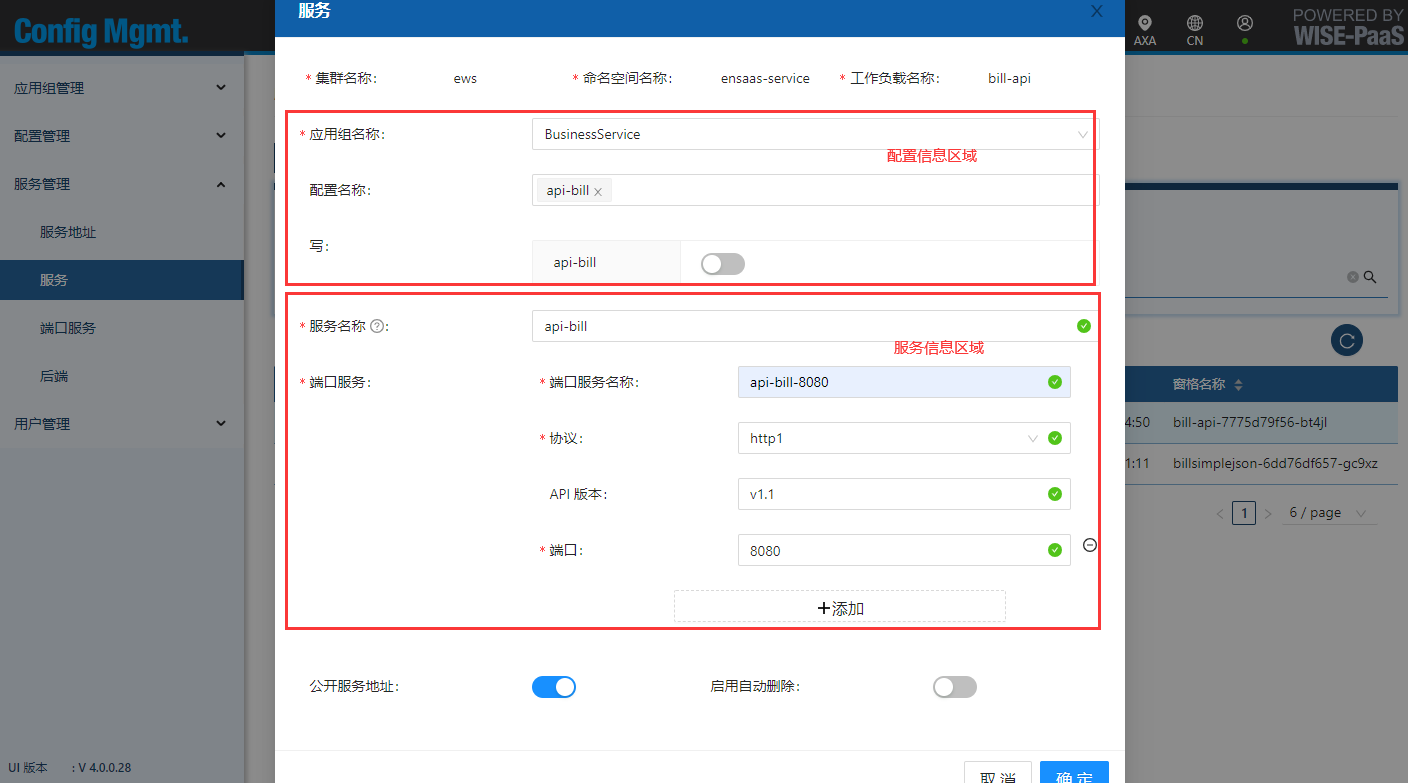 Config Mgmt.
服务
AXA
CN
POWERED BY
WISE-PaaS
应用组管理
配置管理
服务管理
服务地址
服务
端口服务
后端
用户管理
UI 版本 : V 4.0.0.28
* 集群名称: ews * 命名空间名称: ensaas-service * 工作负载名称: bill-api
* 应用组名称: BusinessService
配置信息区域
配置名称: api-bill
写: api-bill
* 服务名称 ? : api-bill
服务信息区域
* 端口服务: * 端口服务名称: api-bill-8080
* 协议: http1
API 版本: v1.1
* 端口: 8080
+添加
公开服务地址: 启用自动删除:
取 消 确 定
窗格名称
4:50 bill-api-7775d79f56-bt4jl
1:11 billsimplejson-6dd76df657-gc9xz
< 1 > 6 / page